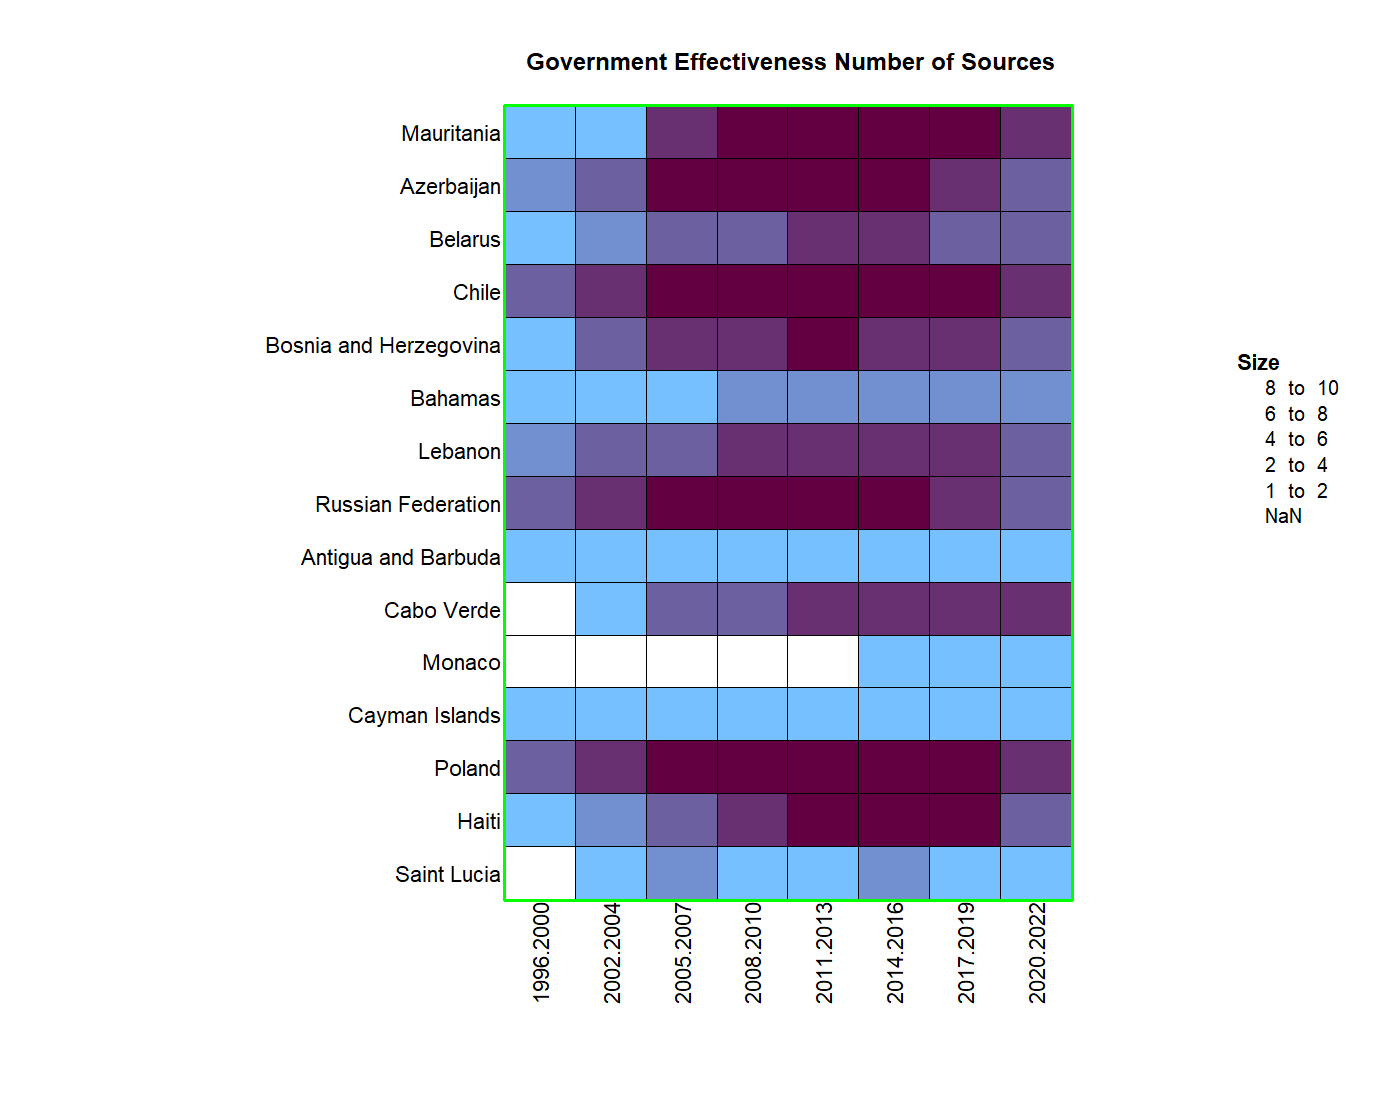 Government Effectiveness Number of Sources
Mauritania
Azerbaijan
Belarus
Chile
Bosnia and Herzegovina
Bahamas
Lebanon
Russian Federation
Antigua and Barbuda
Cabo Verde
Monaco
Cayman Islands
Poland
Haiti
Saint Lucia
1996.2000
2002.2004
2005.2007
2008.2010
2011.2013
2014.2016
2017.2019
2020.2022
Size
8 to 10
6 to 8
4 to 6
2 to 4
1 to 2
NaN